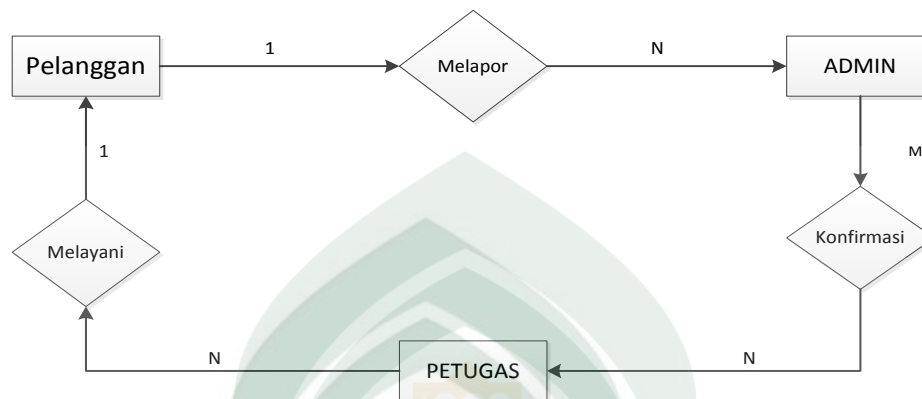 Pelanggan
1
Melapor
N
ADMIN
1
M
Melayani
Konfirmasi
N
PETUGAS
N